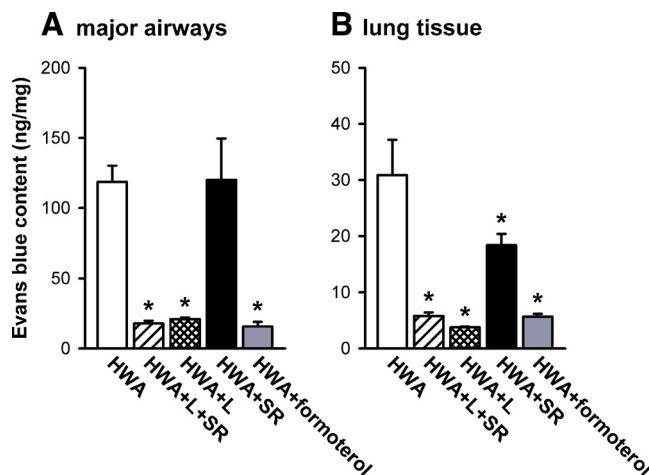 A major airways
B lung tissue
Evans blue content (ng/mg)
200
150
100
50
0
*
*
*
HWA
HWA+L+SR
HWA+L
HWA+SR
HWA+formoterol
50
40
30
20
10
0
*
*
*
*
HWA
HWA+L+SR
HWA+L
HWA+SR
HWA+formoterol